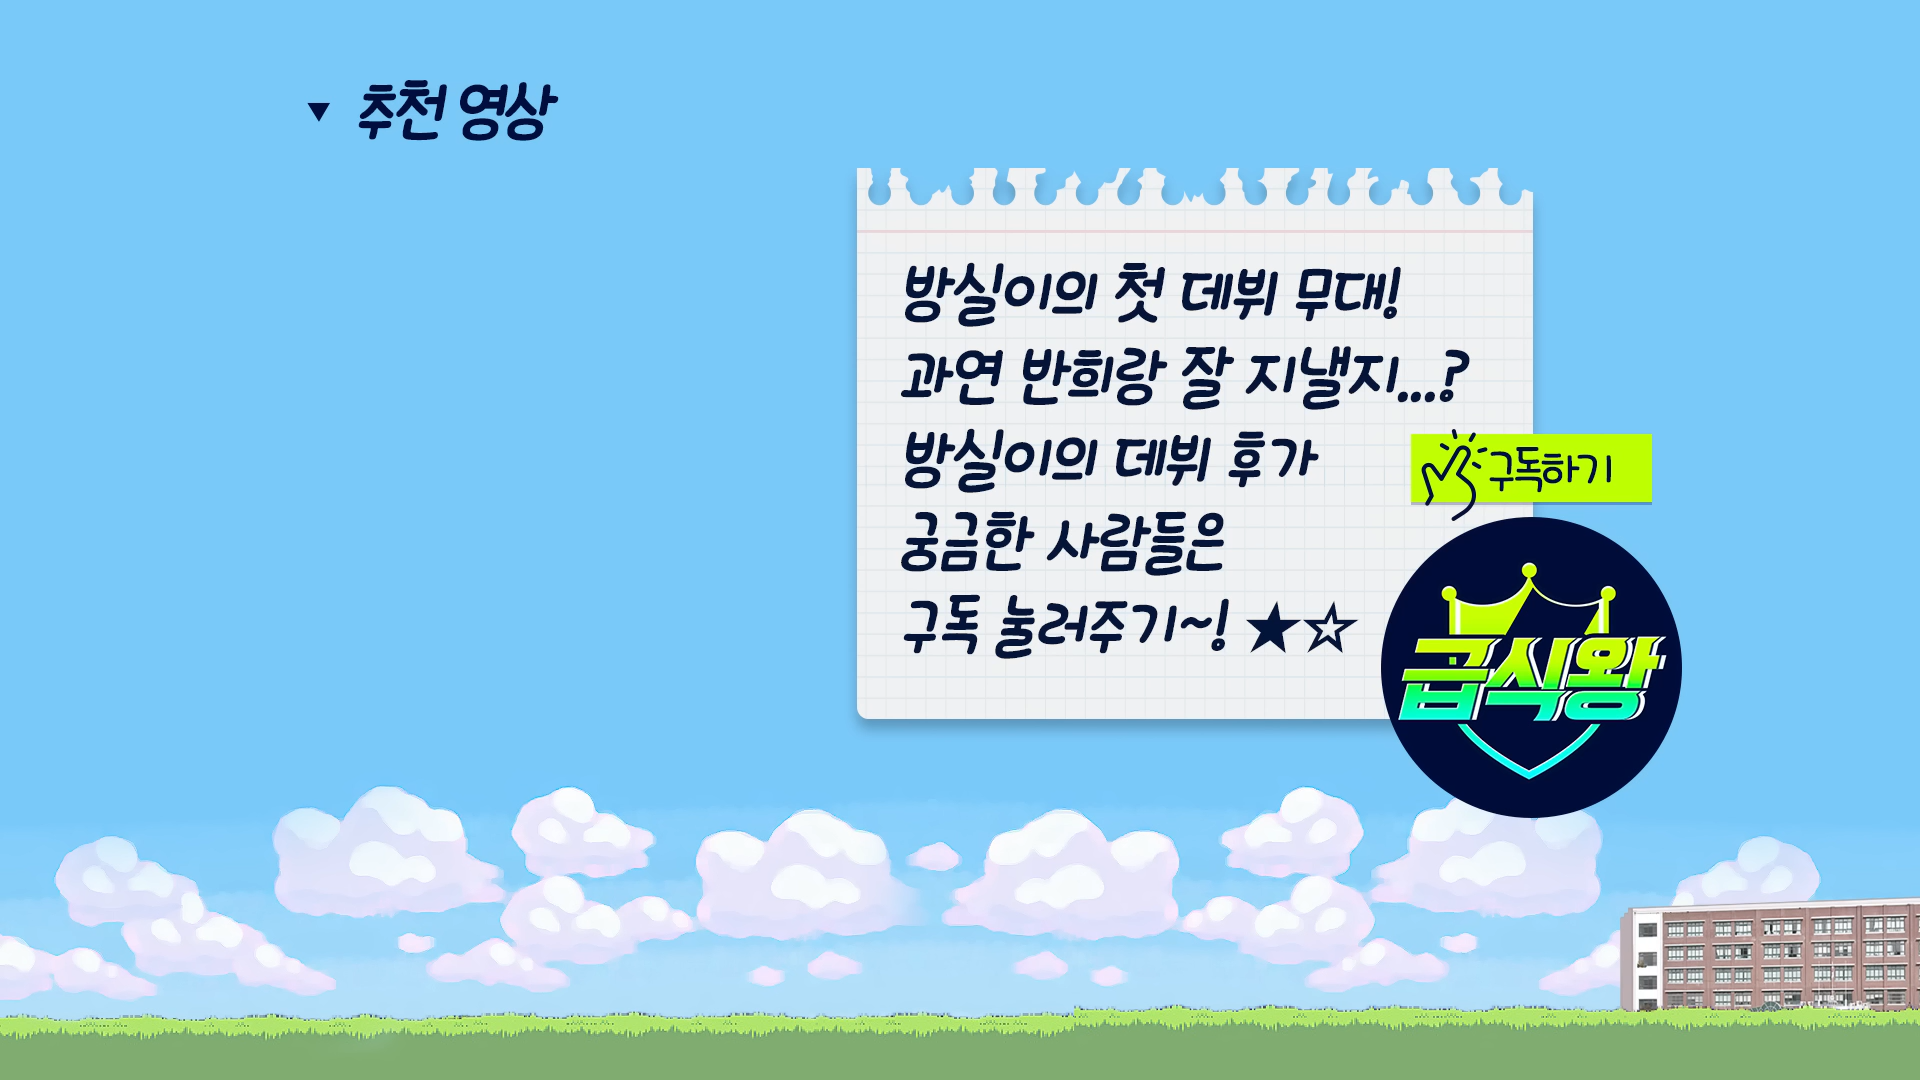 ▼ 추천 영상
방실이의 첫 데뷔 무대!
과연 반희랑 잘 지낼지...?
방실이의 데뷔 후가
궁금한 사람들은
구독 눌러주기~! ★☆
구독하기
급식왕